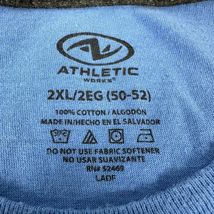 ATHLETIC
WORKS
2XL/2EG (50-52)
100% COTTON / ALGODÓN
MADE IN/HECHO EN EL SALVADOR
DO NOT USE FABRIC SOFTENER
NO USAR SUAVIZANTE
RN# 52469
LADF